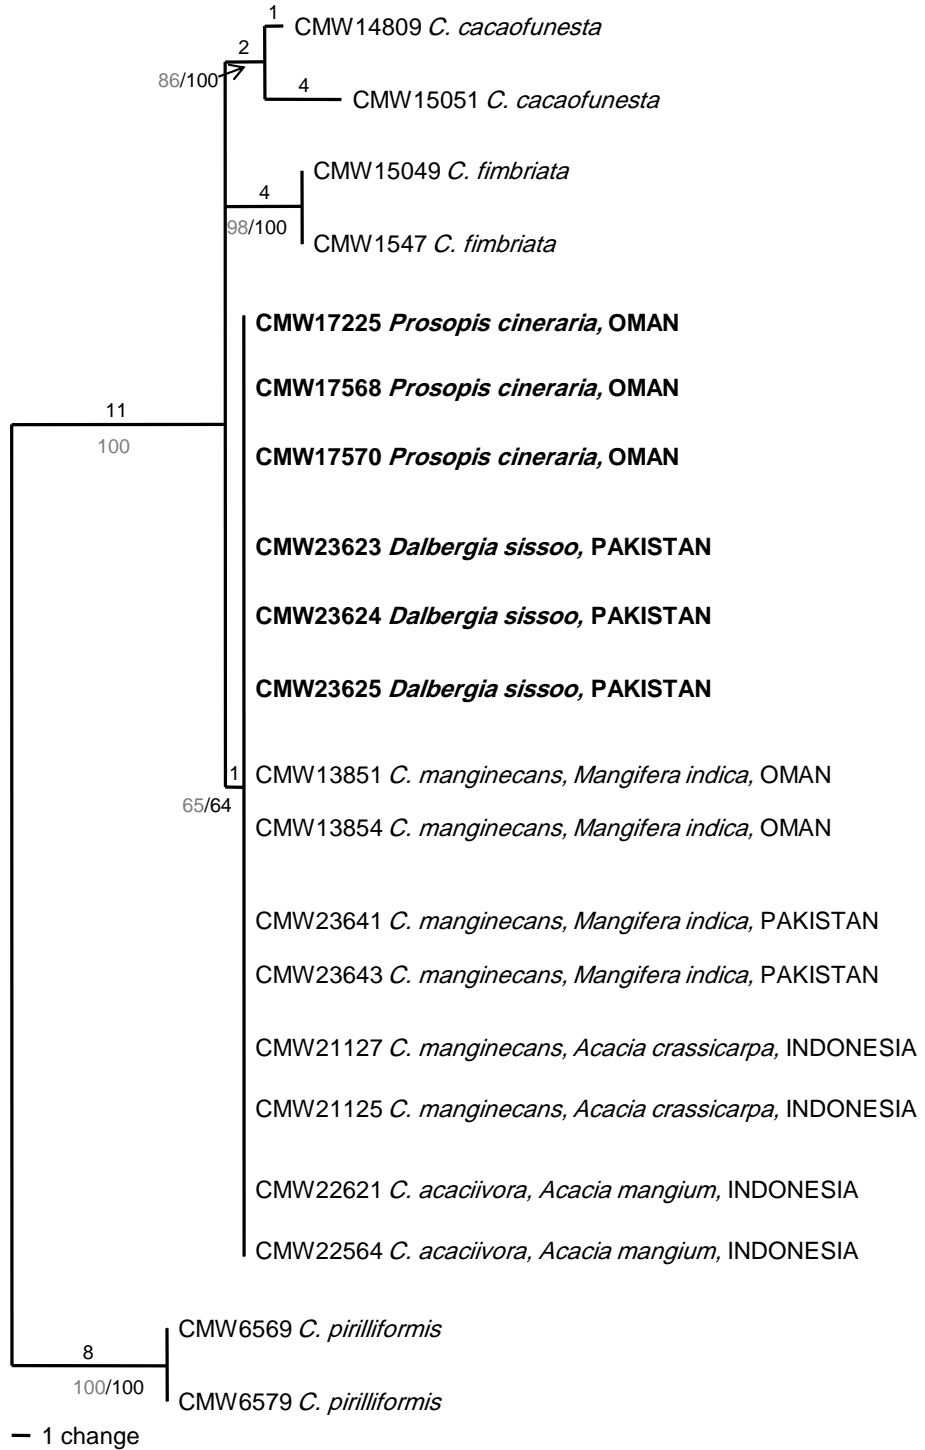 1
CMW14809 C. cacaofunesta
2
86/100
4
CMW15051 C. cacaofunesta
CMW15049 C. fimbriata
4
98/100
CMW1547 C. fimbriata
CMW17225 Prosopis cineraria, OMAN
CMW17568 Prosopis cineraria, OMAN
11
100
CMW17570 Prosopis cineraria, OMAN
CMW23623 Dalbergia sissoo, PAKISTAN
CMW23624 Dalbergia sissoo, PAKISTAN
CMW23625 Dalbergia sissoo, PAKISTAN
1
CMW13851 C. manginecans, Mangifera indica, OMAN
65/64
CMW13854 C. manginecans, Mangifera indica, OMAN
CMW23641 C. manginecans, Mangifera indica, PAKISTAN
CMW23643 C. manginecans, Mangifera indica, PAKISTAN
CMW21127 C. manginecans, Acacia crassicarpa, INDONESIA
CMW21125 C. manginecans, Acacia crassicarpa, INDONESIA
CMW22621 C. acaciivora, Acacia mangium, INDONESIA
CMW22564 C. acaciivora, Acacia mangium, INDONESIA
CMW6569 C. pirilliformis
8
100/100
CMW6579 C. pirilliformis
1 change